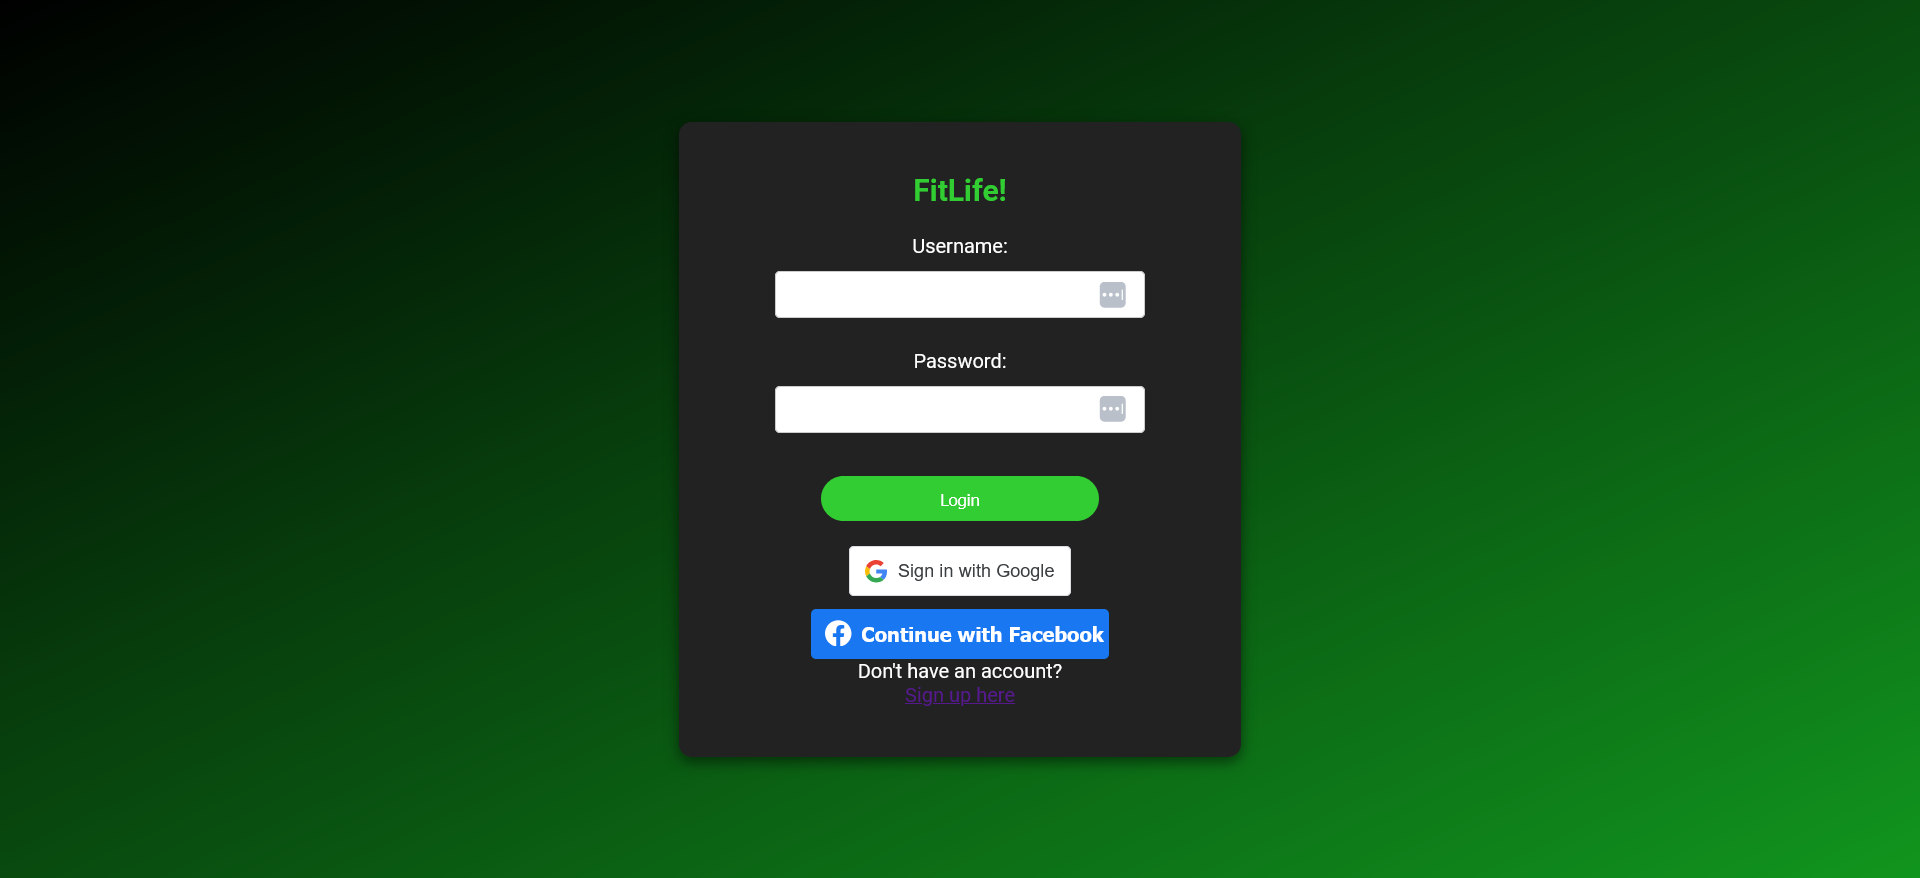 FitLife!
Username:
Password:
Login
Sign in with Google
Continue with Facebook
Don't have an account?
Sign up here